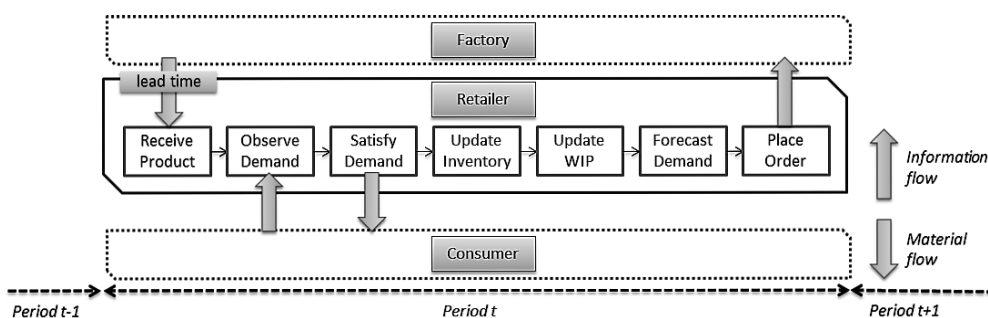 Factory
lead time
Retailer
Receive
Product
Observe
Demand
Satisfy
Demand
Update
Inventory
Update
WIP
Forecast
Demand
Place
Order
Information
flow
Consumer
Material
flow
Period t-1
Period t
Period t+1